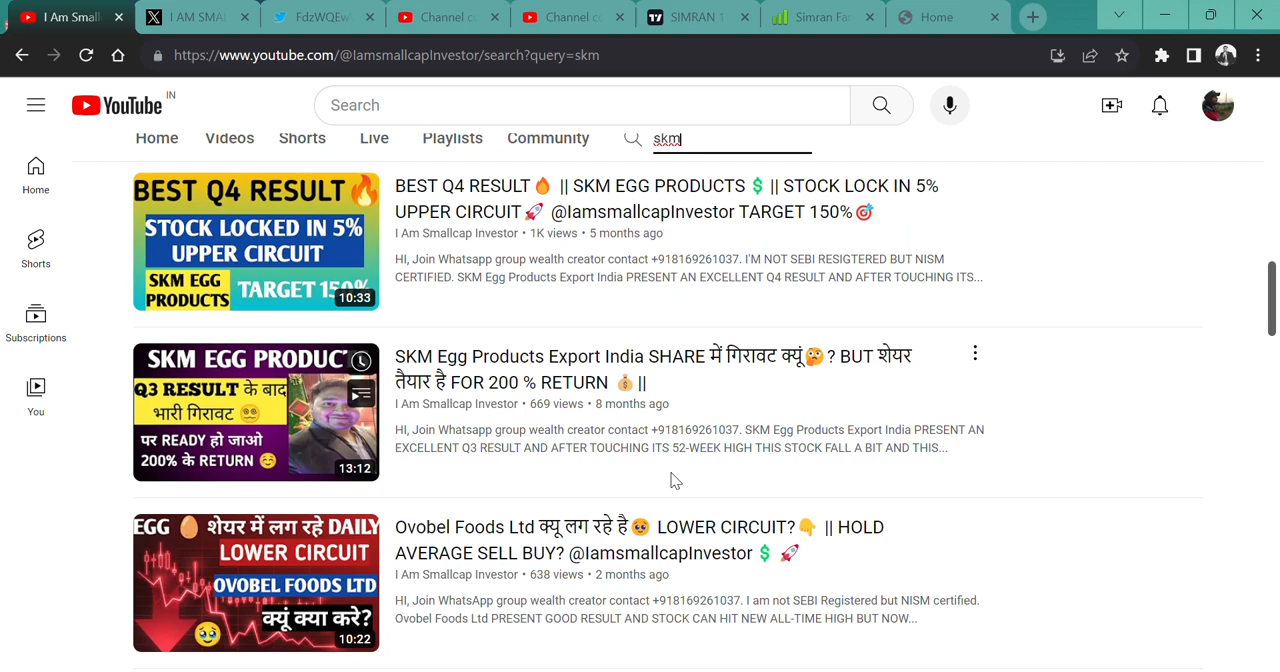 I Am Small
I AM SMAL
FdzWQEw
Channel co
Channel co
SIMRAN 1
Simran Far
Home
https://www.youtube.com/@IamsmallcapInvestor/search?query=skm
YouTube IN
Search
Home
Videos
Shorts
Live
Playlists
Community
skm
Home
Shorts
Subscriptions
You
BEST Q4 RESULT🔥
STOCK LOCKED IN 5%
UPPER CIRCUIT
SKM EGG
PRODUCTS
TARGET 150%
10:33
BEST Q4 RESULT🔥 || SKM EGG PRODUCTS 💲 || STOCK LOCK IN 5%
UPPER CIRCUIT🚀 @IamsmallcapInvestor TARGET 150%🎯
I Am Smallcap Investor • 1K views • 5 months ago
HI, Join Whatsapp group wealth creator contact +918169261037. I'M NOT SEBI RESIGTERED BUT NISM
CERTIFIED. SKM Egg Products Export India PRESENT AN EXCELLENT Q4 RESULT AND AFTER TOUCHING ITS...
SKM EGG PRODUCT
Q3 RESULT के बाद
भारी गिरावट 😵‍💫
पर READY हो जाओ
200% के RETURN 😊
13:12
SKM Egg Products Export India SHARE में गिरावट क्यूं🤔? BUT शेयर
तैयार है FOR 200 % RETURN 💰||
I Am Smallcap Investor • 669 views • 8 months ago
HI, Join Whatsapp group wealth creator contact +918169261037. SKM Egg Products Export India PRESENT AN
EXCELLENT Q3 RESULT AND AFTER TOUCHING ITS 52-WEEK HIGH THIS STOCK FALL A BIT AND THIS...
EGG 🥚 शेयर में लग रहे DAILY
LOWER CIRCUIT
OVOBEL FOODS LTD
क्यूं क्या करे?
10:22
Ovobel Foods Ltd क्यू लग रहे है🥺 LOWER CIRCUIT?👇 || HOLD
AVERAGE SELL BUY? @IamsmallcapInvestor 💲 🚀
I Am Smallcap Investor • 638 views • 2 months ago
HI, Join WhatsApp group wealth creator contact +918169261037. I am not SEBI Registered but NISM certified.
Ovobel Foods Ltd PRESENT GOOD RESULT AND STOCK CAN HIT NEW ALL-TIME HIGH BUT NOW...